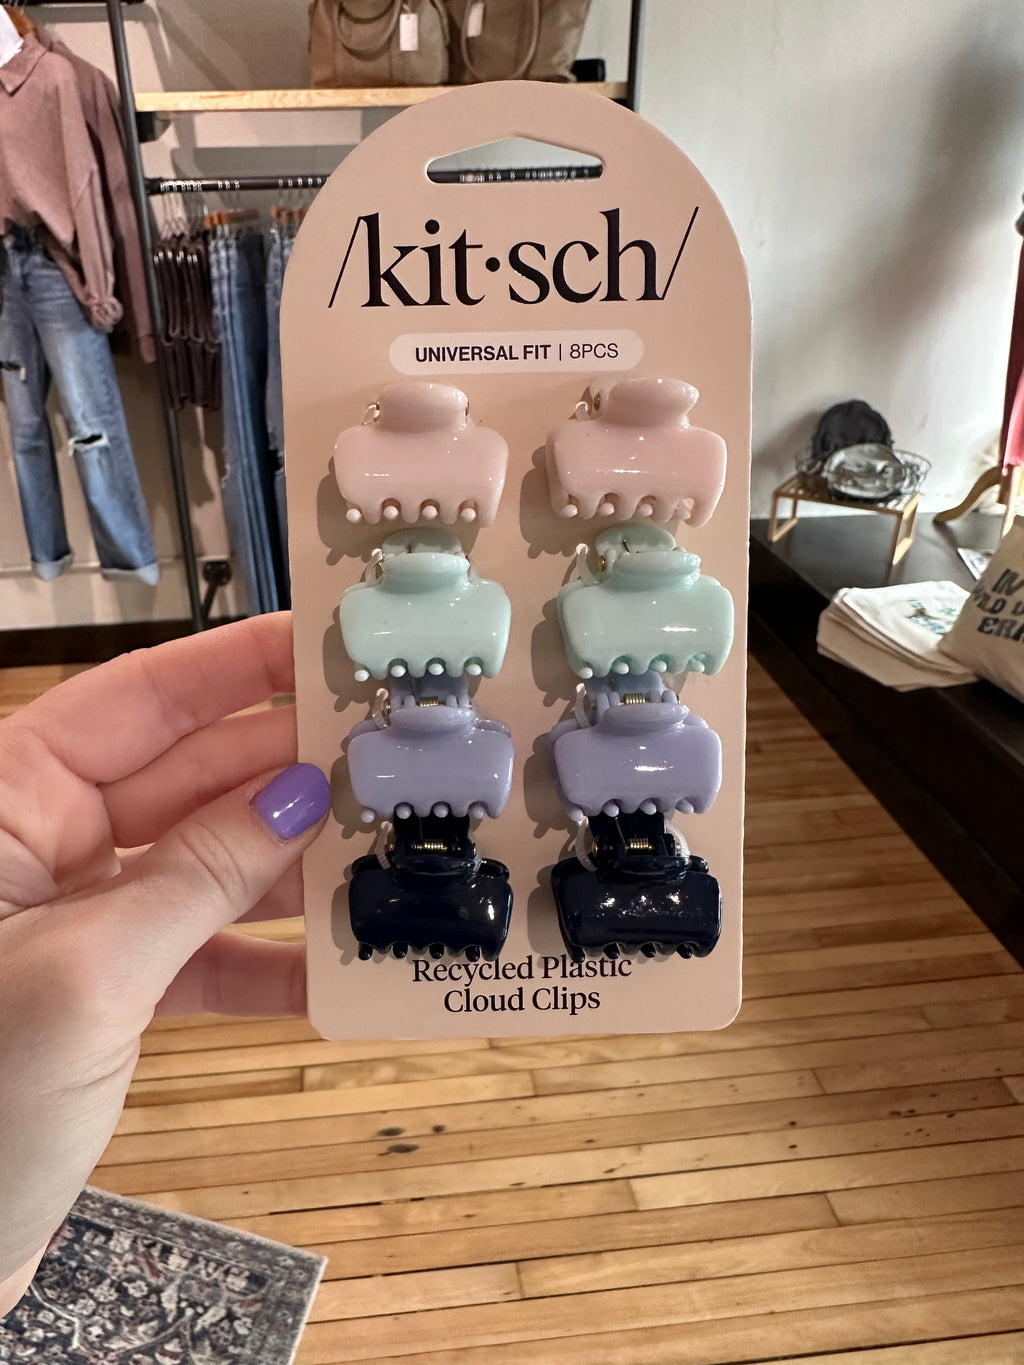 /kit·sch/
UNIVERSAL FIT | 8PCS
Recycled Plastic
Cloud Clips